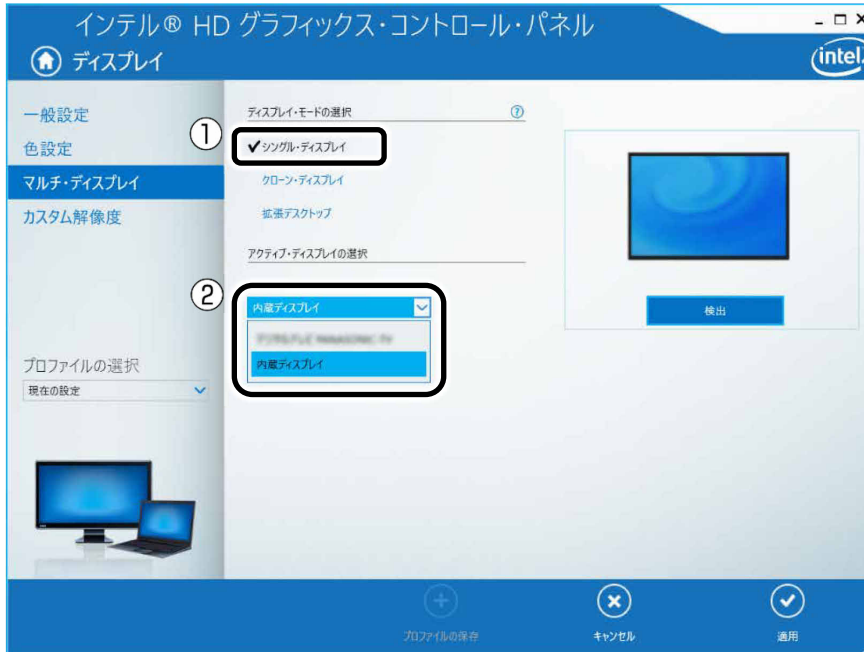 インテル® HD グラフィックス・コントロール・パネル
ディスプレイ
intel
一般設定
色設定
マルチ・ディスプレイ
カスタム解像度
プロファイルの選択
現在の設定
ディスプレイ・モードの選択
①
シングル・ディスプレイ
クローン・ディスプレイ
拡張デスクトップ
アクティブ・ディスプレイの選択
②
内蔵ディスプレイ
内蔵ディスプレイ
検出
プロファイルの保存
キャンセル
適用